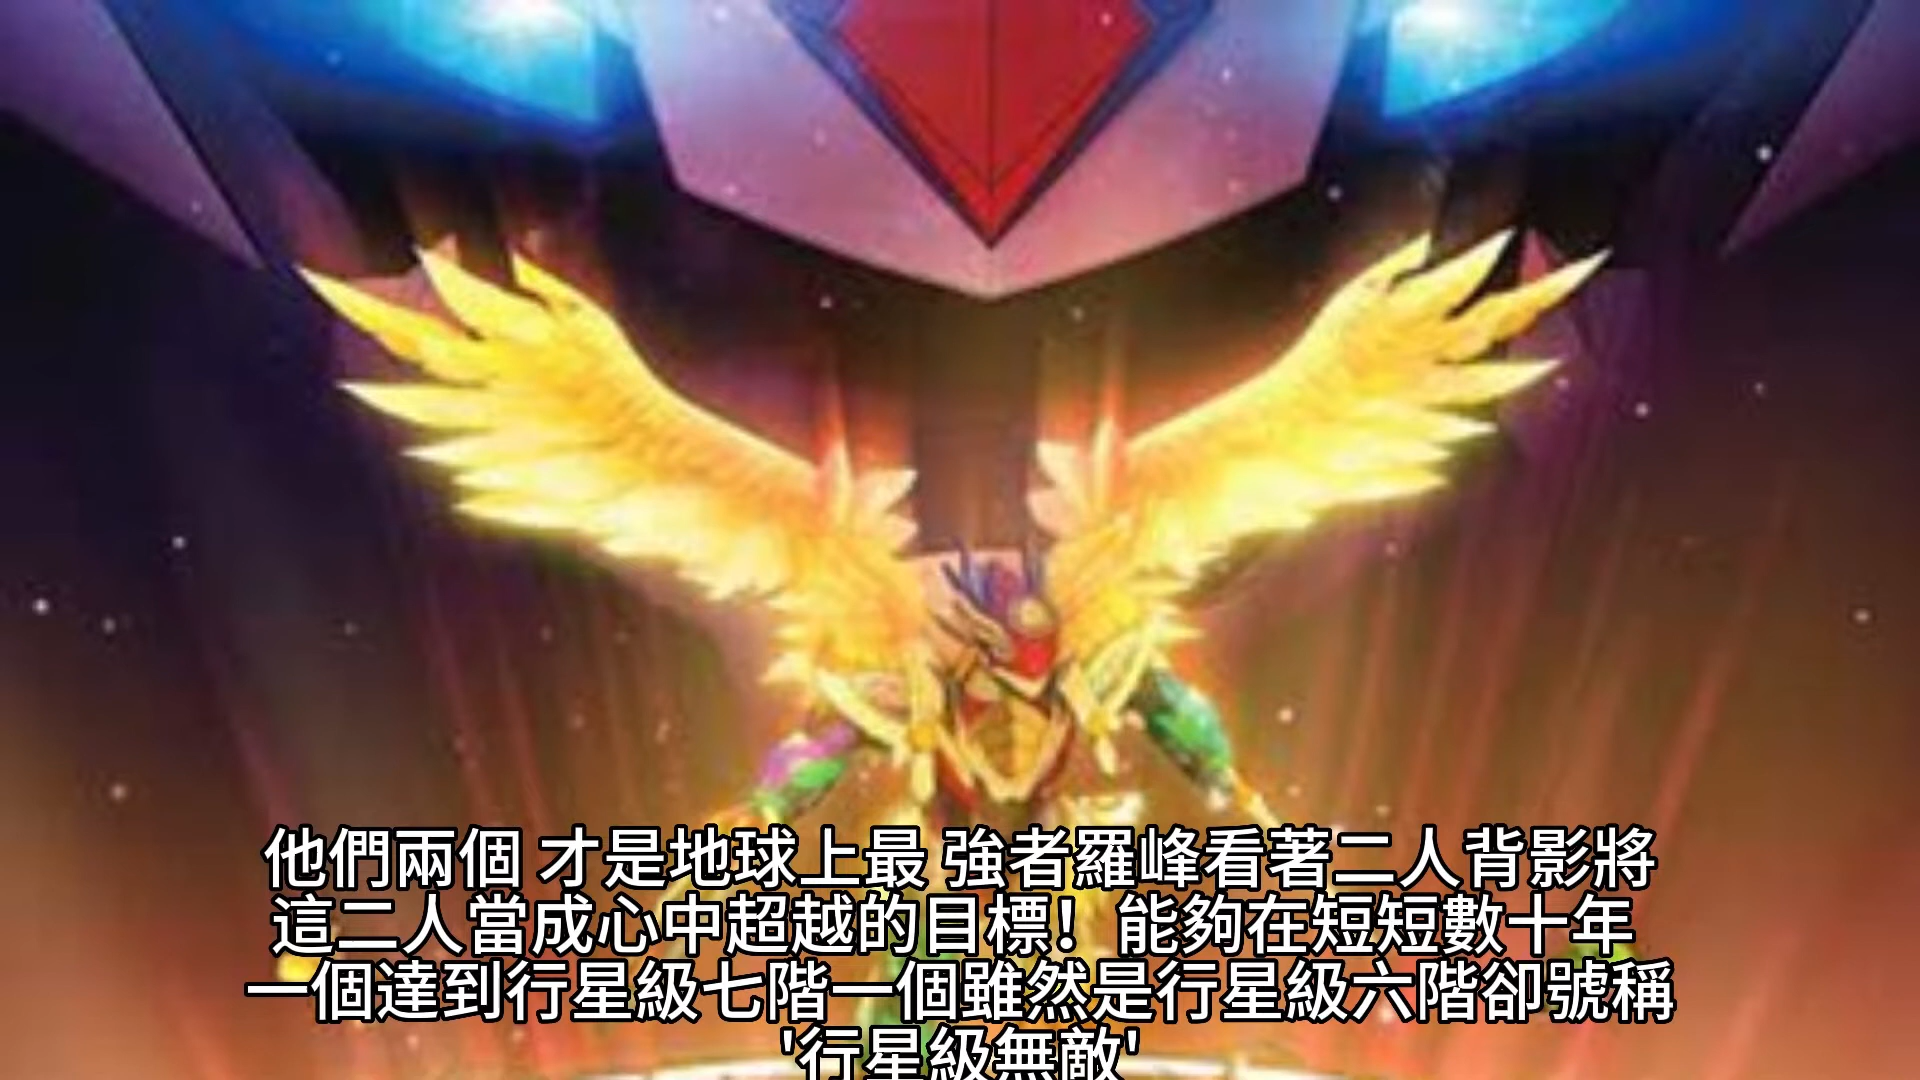 他們兩個 才是地球上最 強者羅峰看著二人背影將
這二人當成心中超越的目標！能夠在短短數十年
一個達到行星級七階一個雖然是行星級六階卻號稱
'行星級無敵'